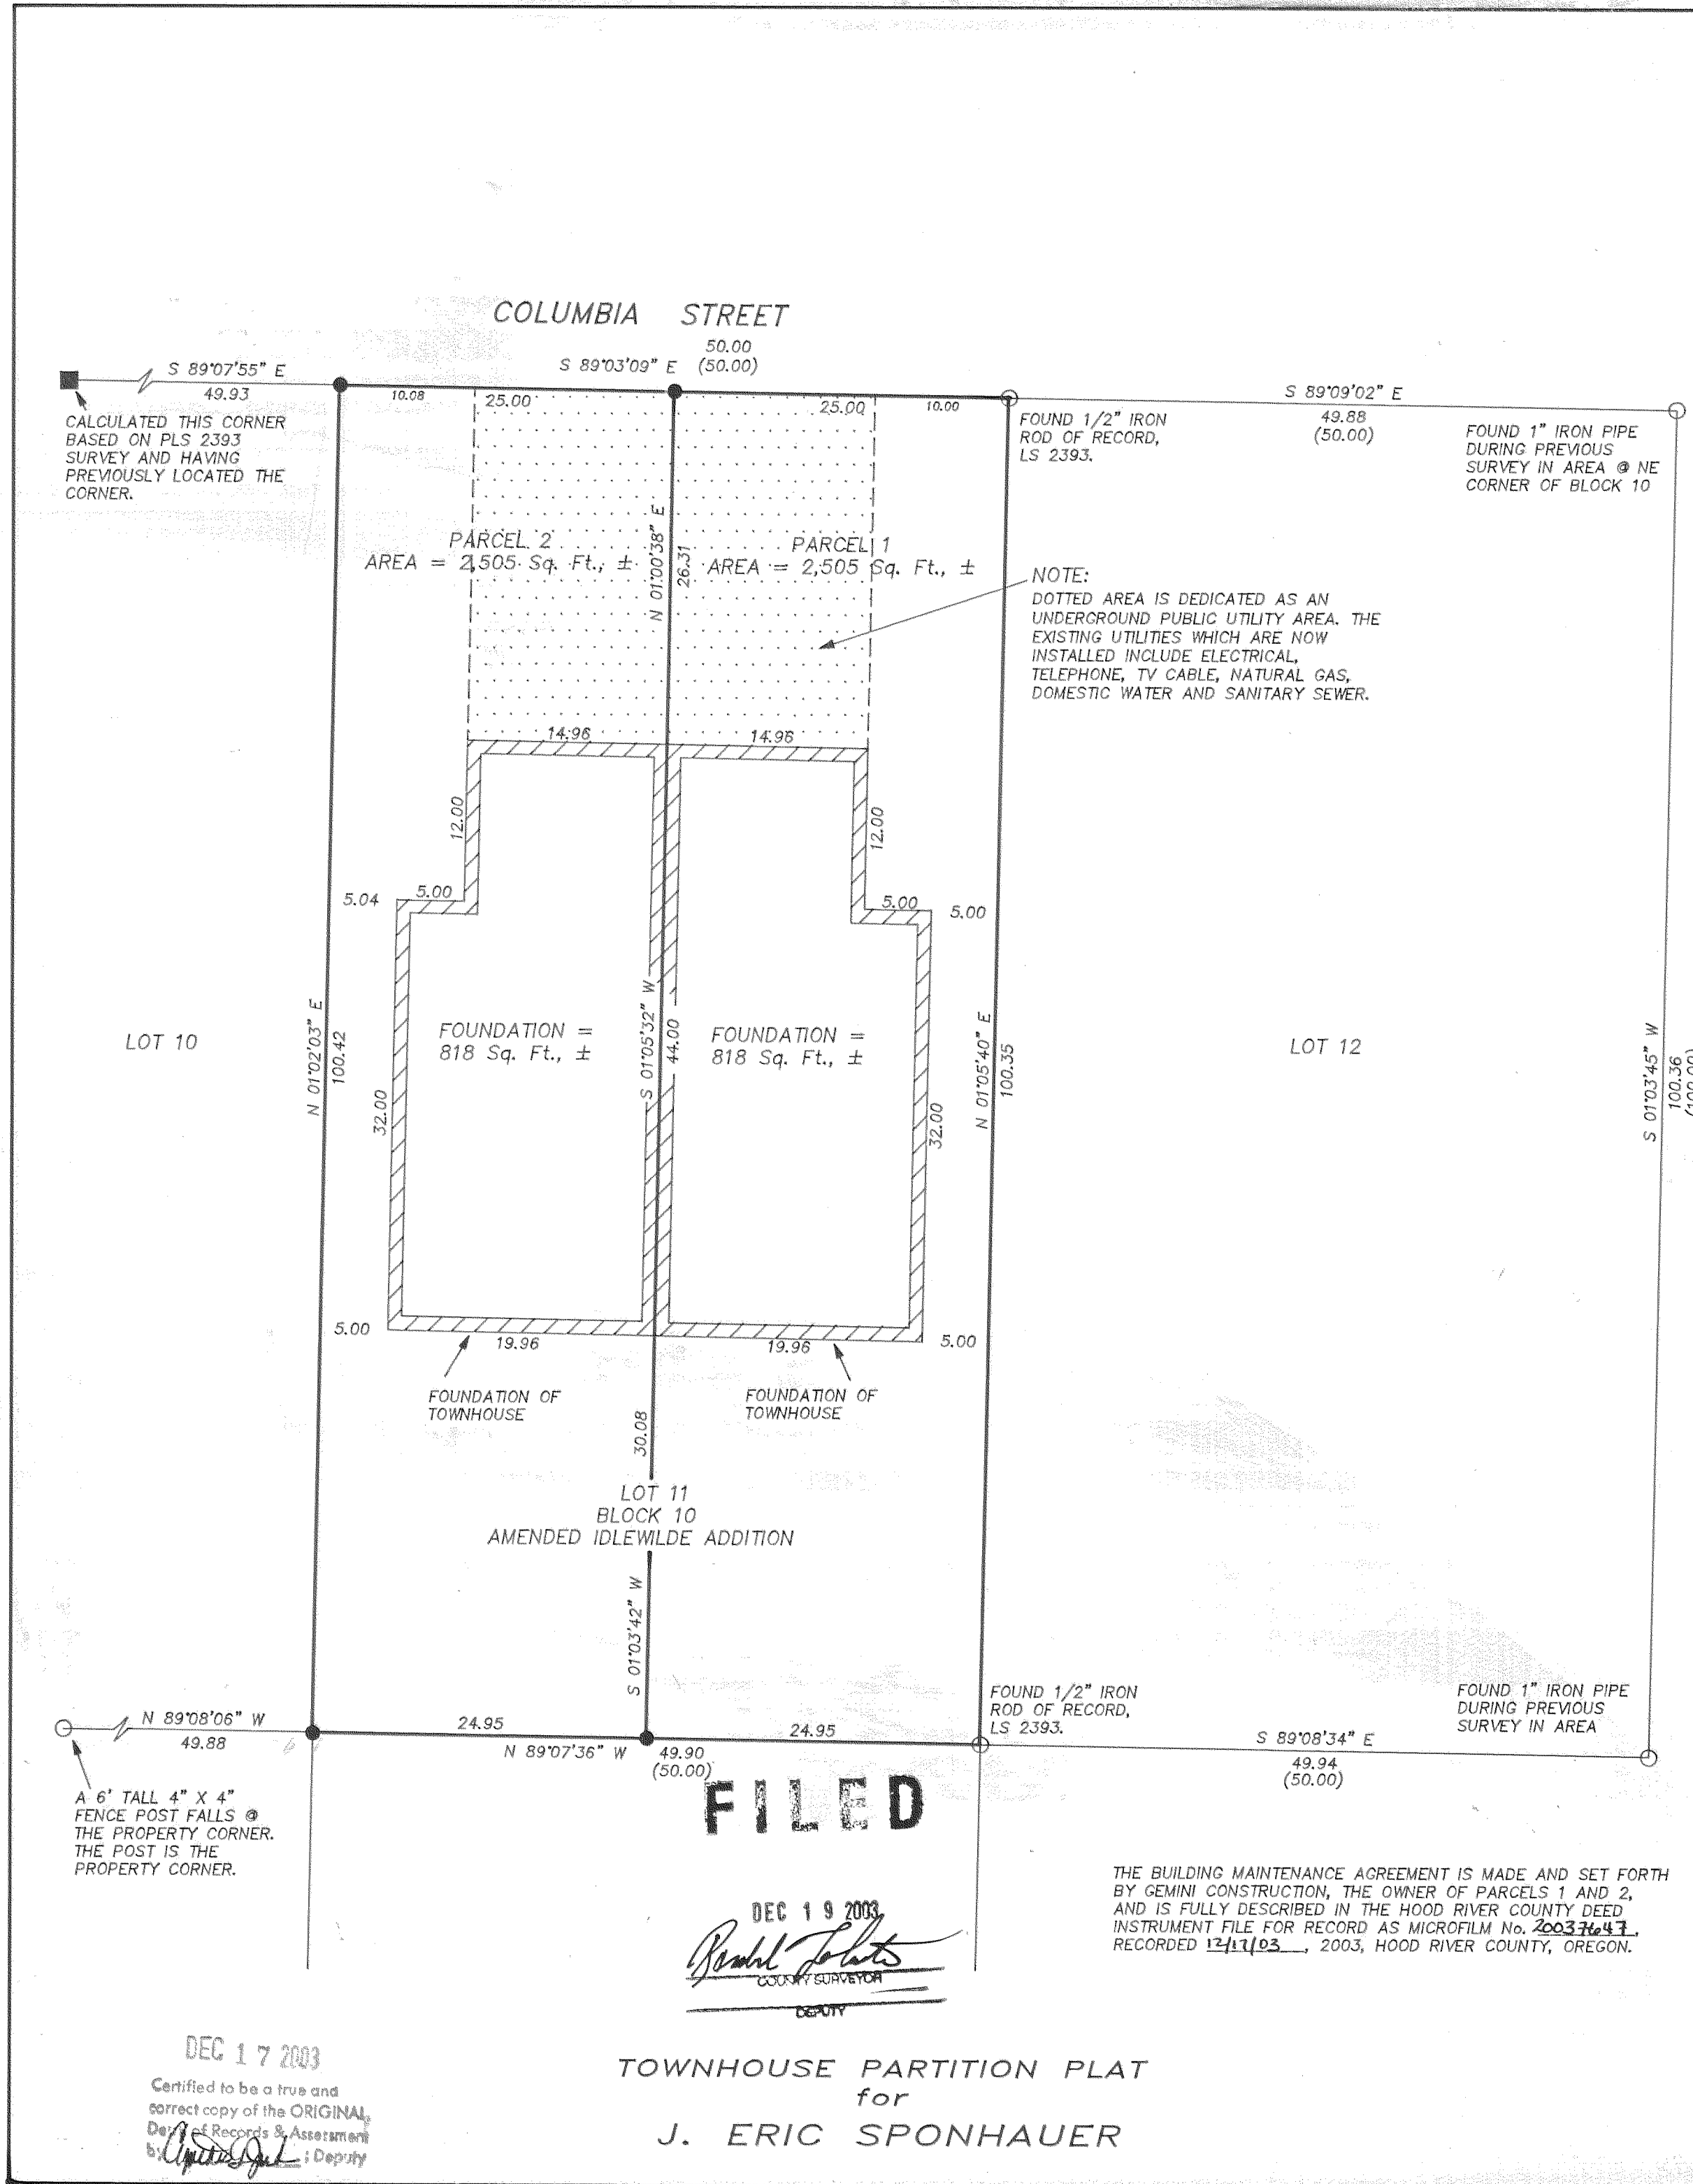 COLUMBIA STREET
50.00
S 89°03'09" E (50.00)
S 89°07'55" E
49.93
10.08
25.00
25.00
10.00
S 89°09'02" E
49.88
(50.00)
CALCULATED THIS CORNER
BASED ON PLS 2393
SURVEY AND HAVING
PREVIOUSLY LOCATED THE
CORNER.
FOUND 1/2" IRON
ROD OF RECORD,
LS 2393.
FOUND 1" IRON PIPE
DURING PREVIOUS
SURVEY IN AREA @ NE
CORNER OF BLOCK 10
PARCEL 2
AREA = 2,505 Sq. Ft., ±
N 01°00'38" E
26.31
PARCEL 1
AREA = 2,505 Sq. Ft., ±
NOTE:
DOTTED AREA IS DEDICATED AS AN
UNDERGROUND PUBLIC UTILITY AREA. THE
EXISTING UTILITIES WHICH ARE NOW
INSTALLED INCLUDE ELECTRICAL,
TELEPHONE, TV CABLE, NATURAL GAS,
DOMESTIC WATER AND SANITARY SEWER.
14.96
14.96
12.00
12.00
5.04
5.00
5.00
5.00
LOT 10
N 01°02'03" E
100.42
32.00
FOUNDATION =
818 Sq. Ft., ±
S 01°05'32" W
44.00
FOUNDATION =
818 Sq. Ft., ±
32.00
N 01°05'40" E
100.35
LOT 12
S 01°03'45" W
100.36
5.00
19.96
19.96
5.00
FOUNDATION OF
TOWNHOUSE
FOUNDATION OF
TOWNHOUSE
30.08
LOT 11
BLOCK 10
AMENDED IDLEWILDE ADDITION
S 01°03'42" W
N 89°08'06" W
49.88
24.95
24.95
N 89°07'36" W
49.90
(50.00)
FOUND 1/2" IRON
ROD OF RECORD,
LS 2393.
S 89°08'34" E
49.94
(50.00)
FOUND 1" IRON PIPE
DURING PREVIOUS
SURVEY IN AREA
A 6' TALL 4" X 4"
FENCE POST FALLS @
THE PROPERTY CORNER.
THE POST IS THE
PROPERTY CORNER.
FILED
DEC 19 2003
COUNTY SURVEYOR
DEPUTY
THE BUILDING MAINTENANCE AGREEMENT IS MADE AND SET FORTH
BY GEMINI CONSTRUCTION, THE OWNER OF PARCELS 1 AND 2,
AND IS FULLY DESCRIBED IN THE HOOD RIVER COUNTY DEED
INSTRUMENT FILE FOR RECORD AS MICROFILM No. 20037647,
RECORDED 12/17/03, 2003, HOOD RIVER COUNTY, OREGON.
DEC 17 2003
Certified to be a true and
correct copy of the ORIGINAL,
Dept of Records & Assessment
by ; Deputy
TOWNHOUSE PARTITION PLAT
for
J. ERIC SPONHAUER